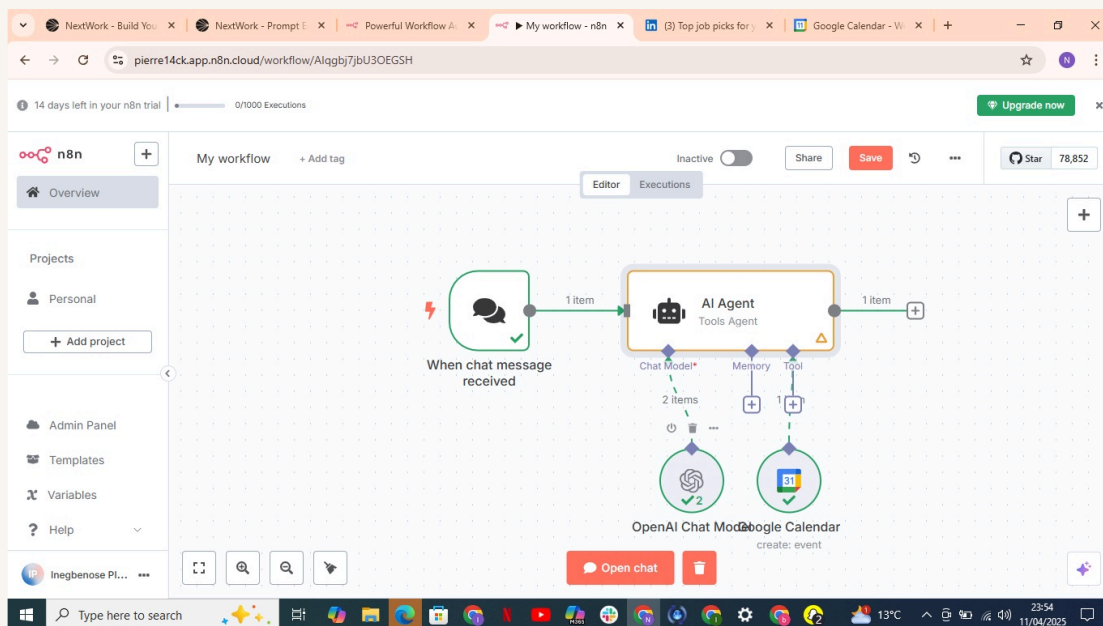 NextWork - Build You
NextWork - Prompt E
Powerful Workflow Au
My workflow - n8n
(3) Top job picks for y
Google Calendar - W
pierre14ck.app.n8n.cloud/workflow/AIqgbj7jbU3OEGSH
N
14 days left in your n8n trial
0/1000 Executions
Upgrade now
n8n
My workflow
+ Add tag
Inactive
Share
Save
Star
78,852
Overview
Editor
Executions
Projects
Personal
+ Add project
1 item
AI Agent
Tools Agent
1 item
When chat message
received
Chat Model*
Memory
Tool
2 items
Admin Panel
Templates
Variables
Help
31
2
OpenAI Chat Model
Google Calendar
create: event
IP
Inegbenose Pl...
Open chat
Type here to search
13°C
23:54
11/04/2025